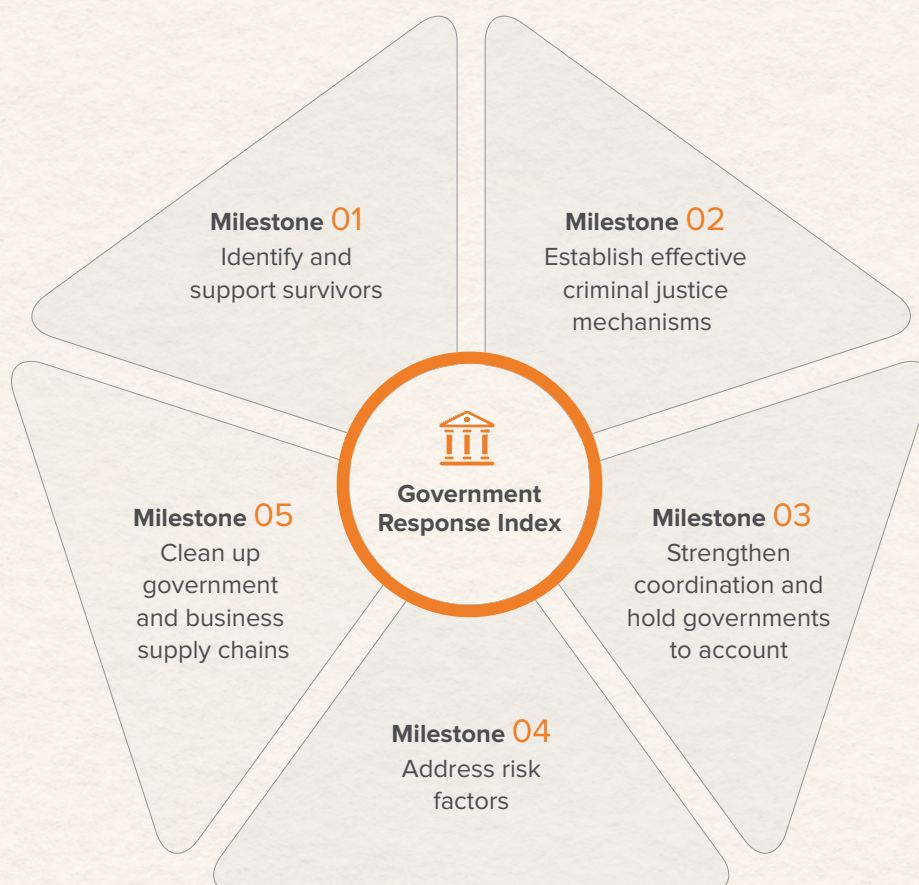 Milestone 01
Identify and
support survivors
Milestone 02
Establish effective
criminal justice
mechanisms
Government
Response Index
Milestone 05
Clean up
government
and business
supply chains
Milestone 03
Strengthen
coordination and
hold governments
to account
Milestone 04
Address risk
factors